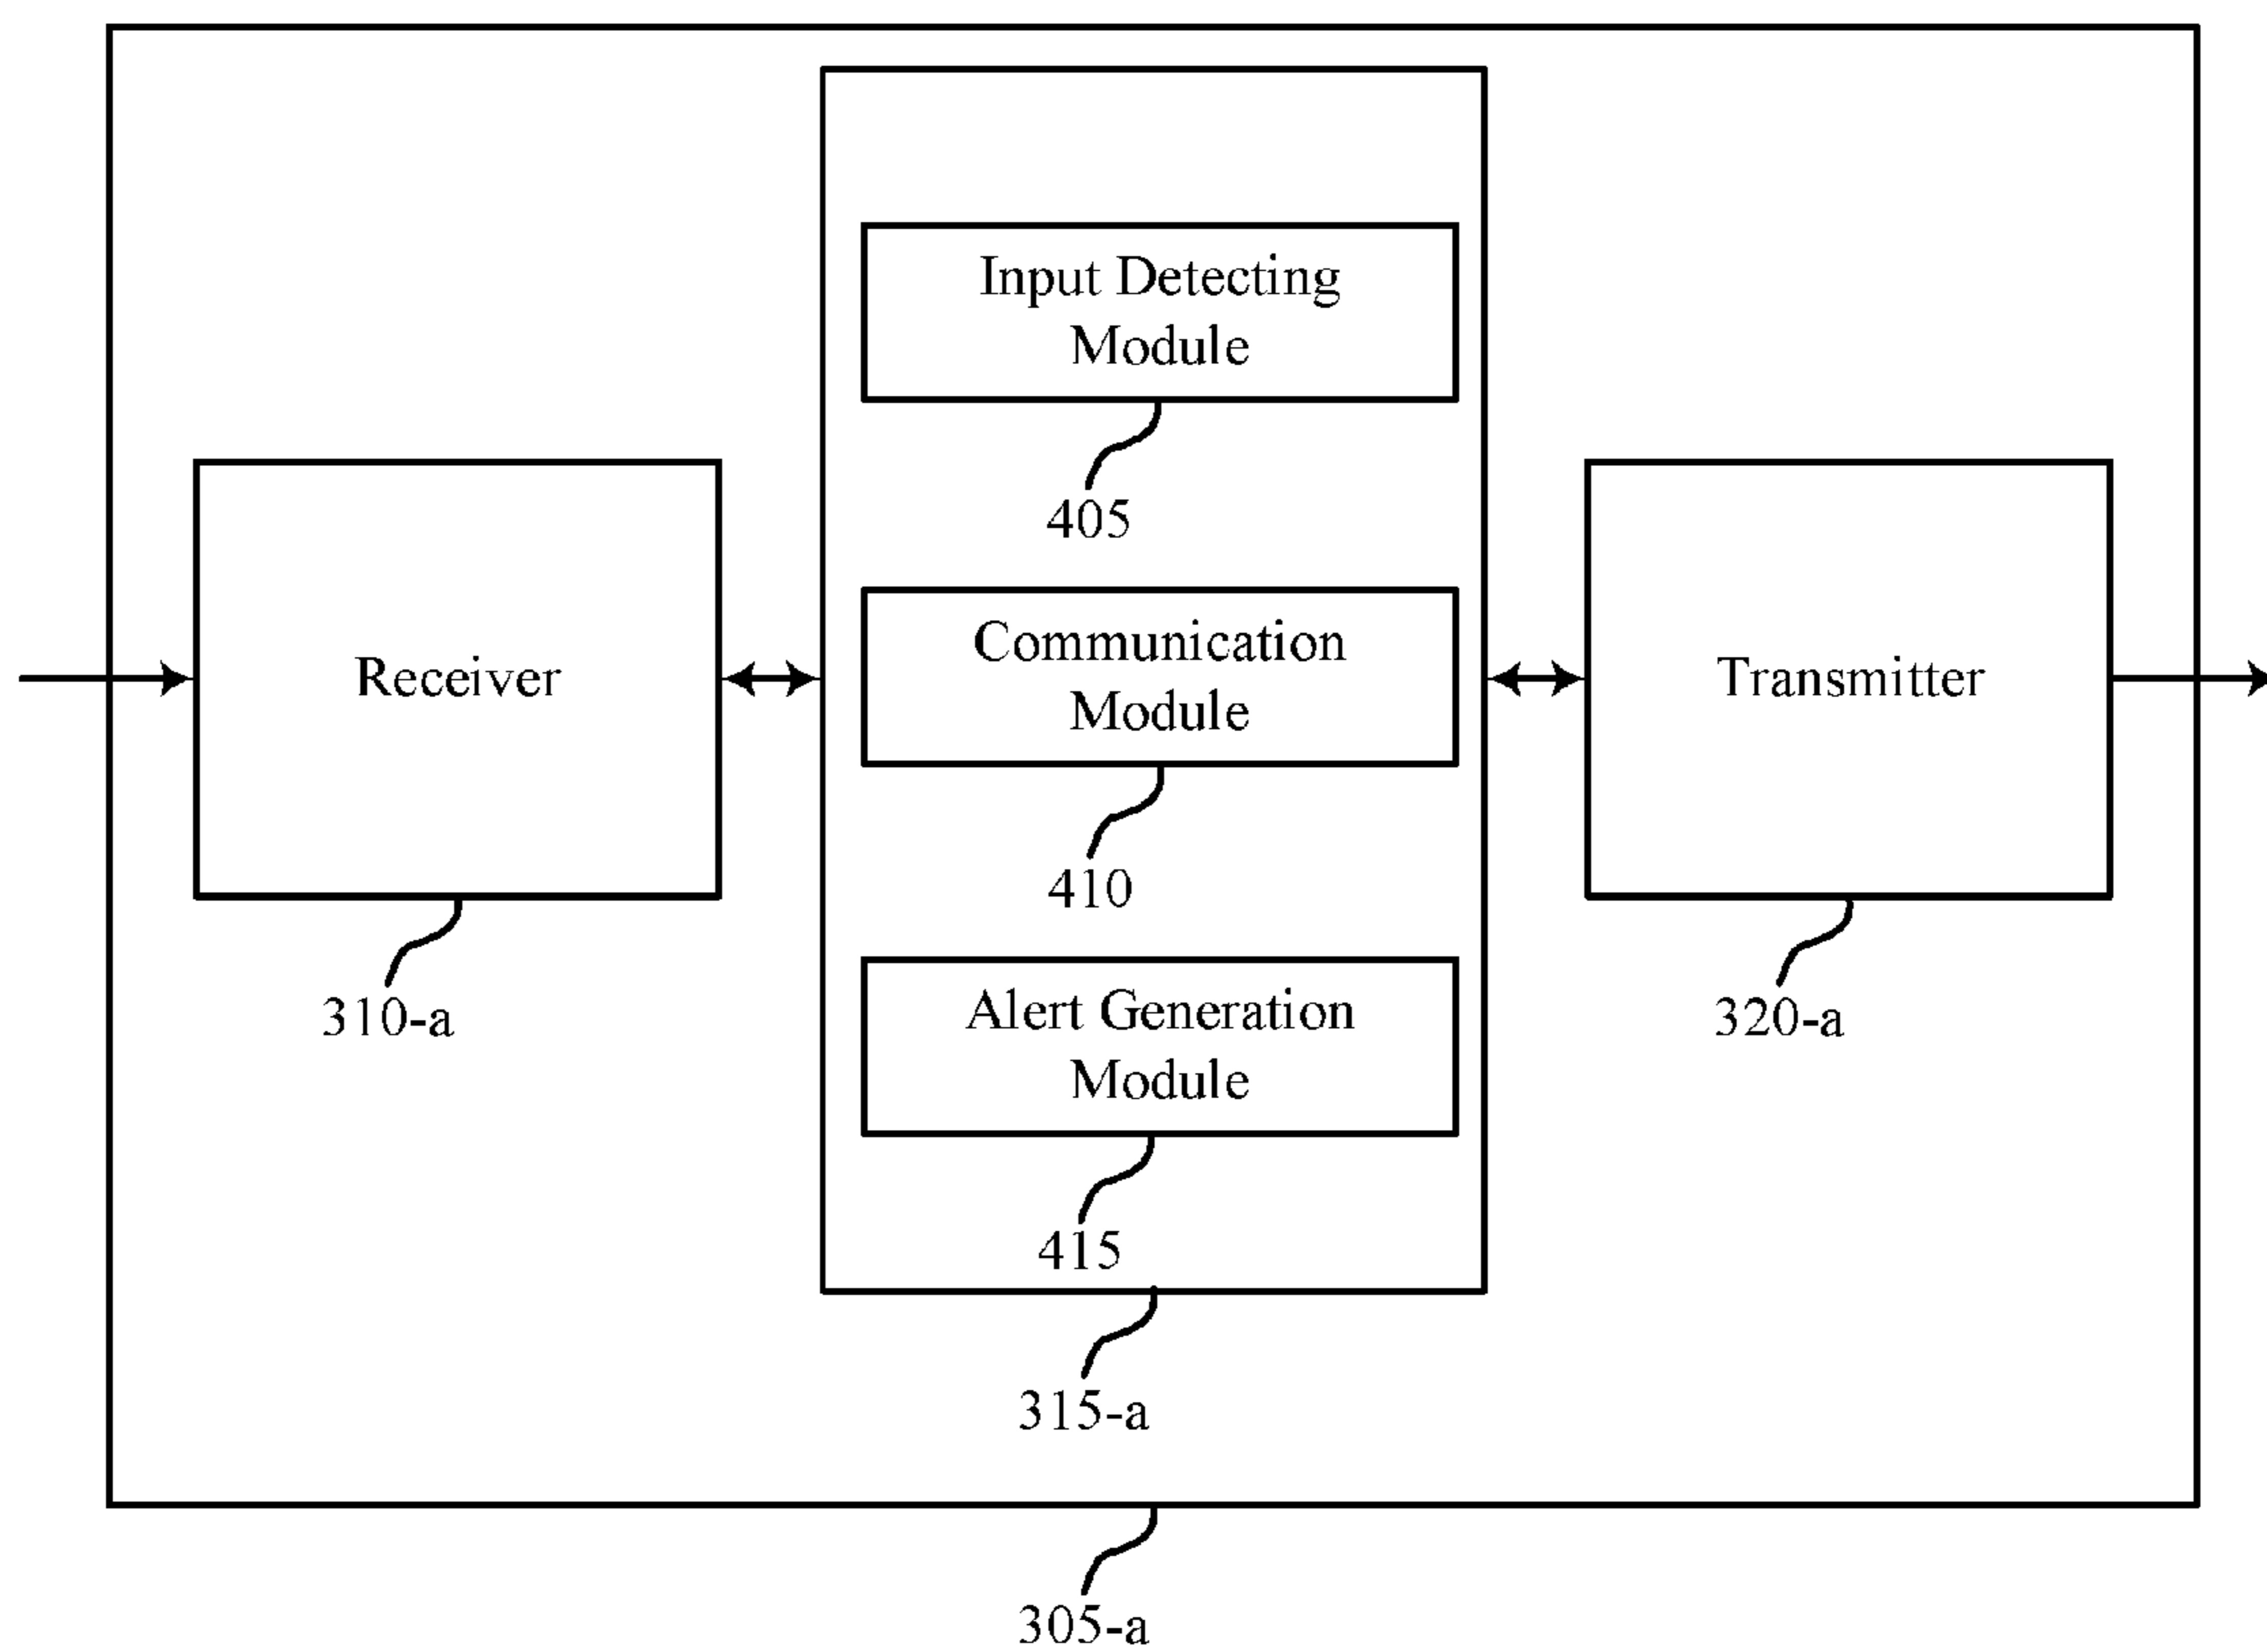 Input Detecting
Module
405
Receiver
310-a
Communication
Module
410
Transmitter
320-a
Alert Generation
Module
415
315-a
305-a